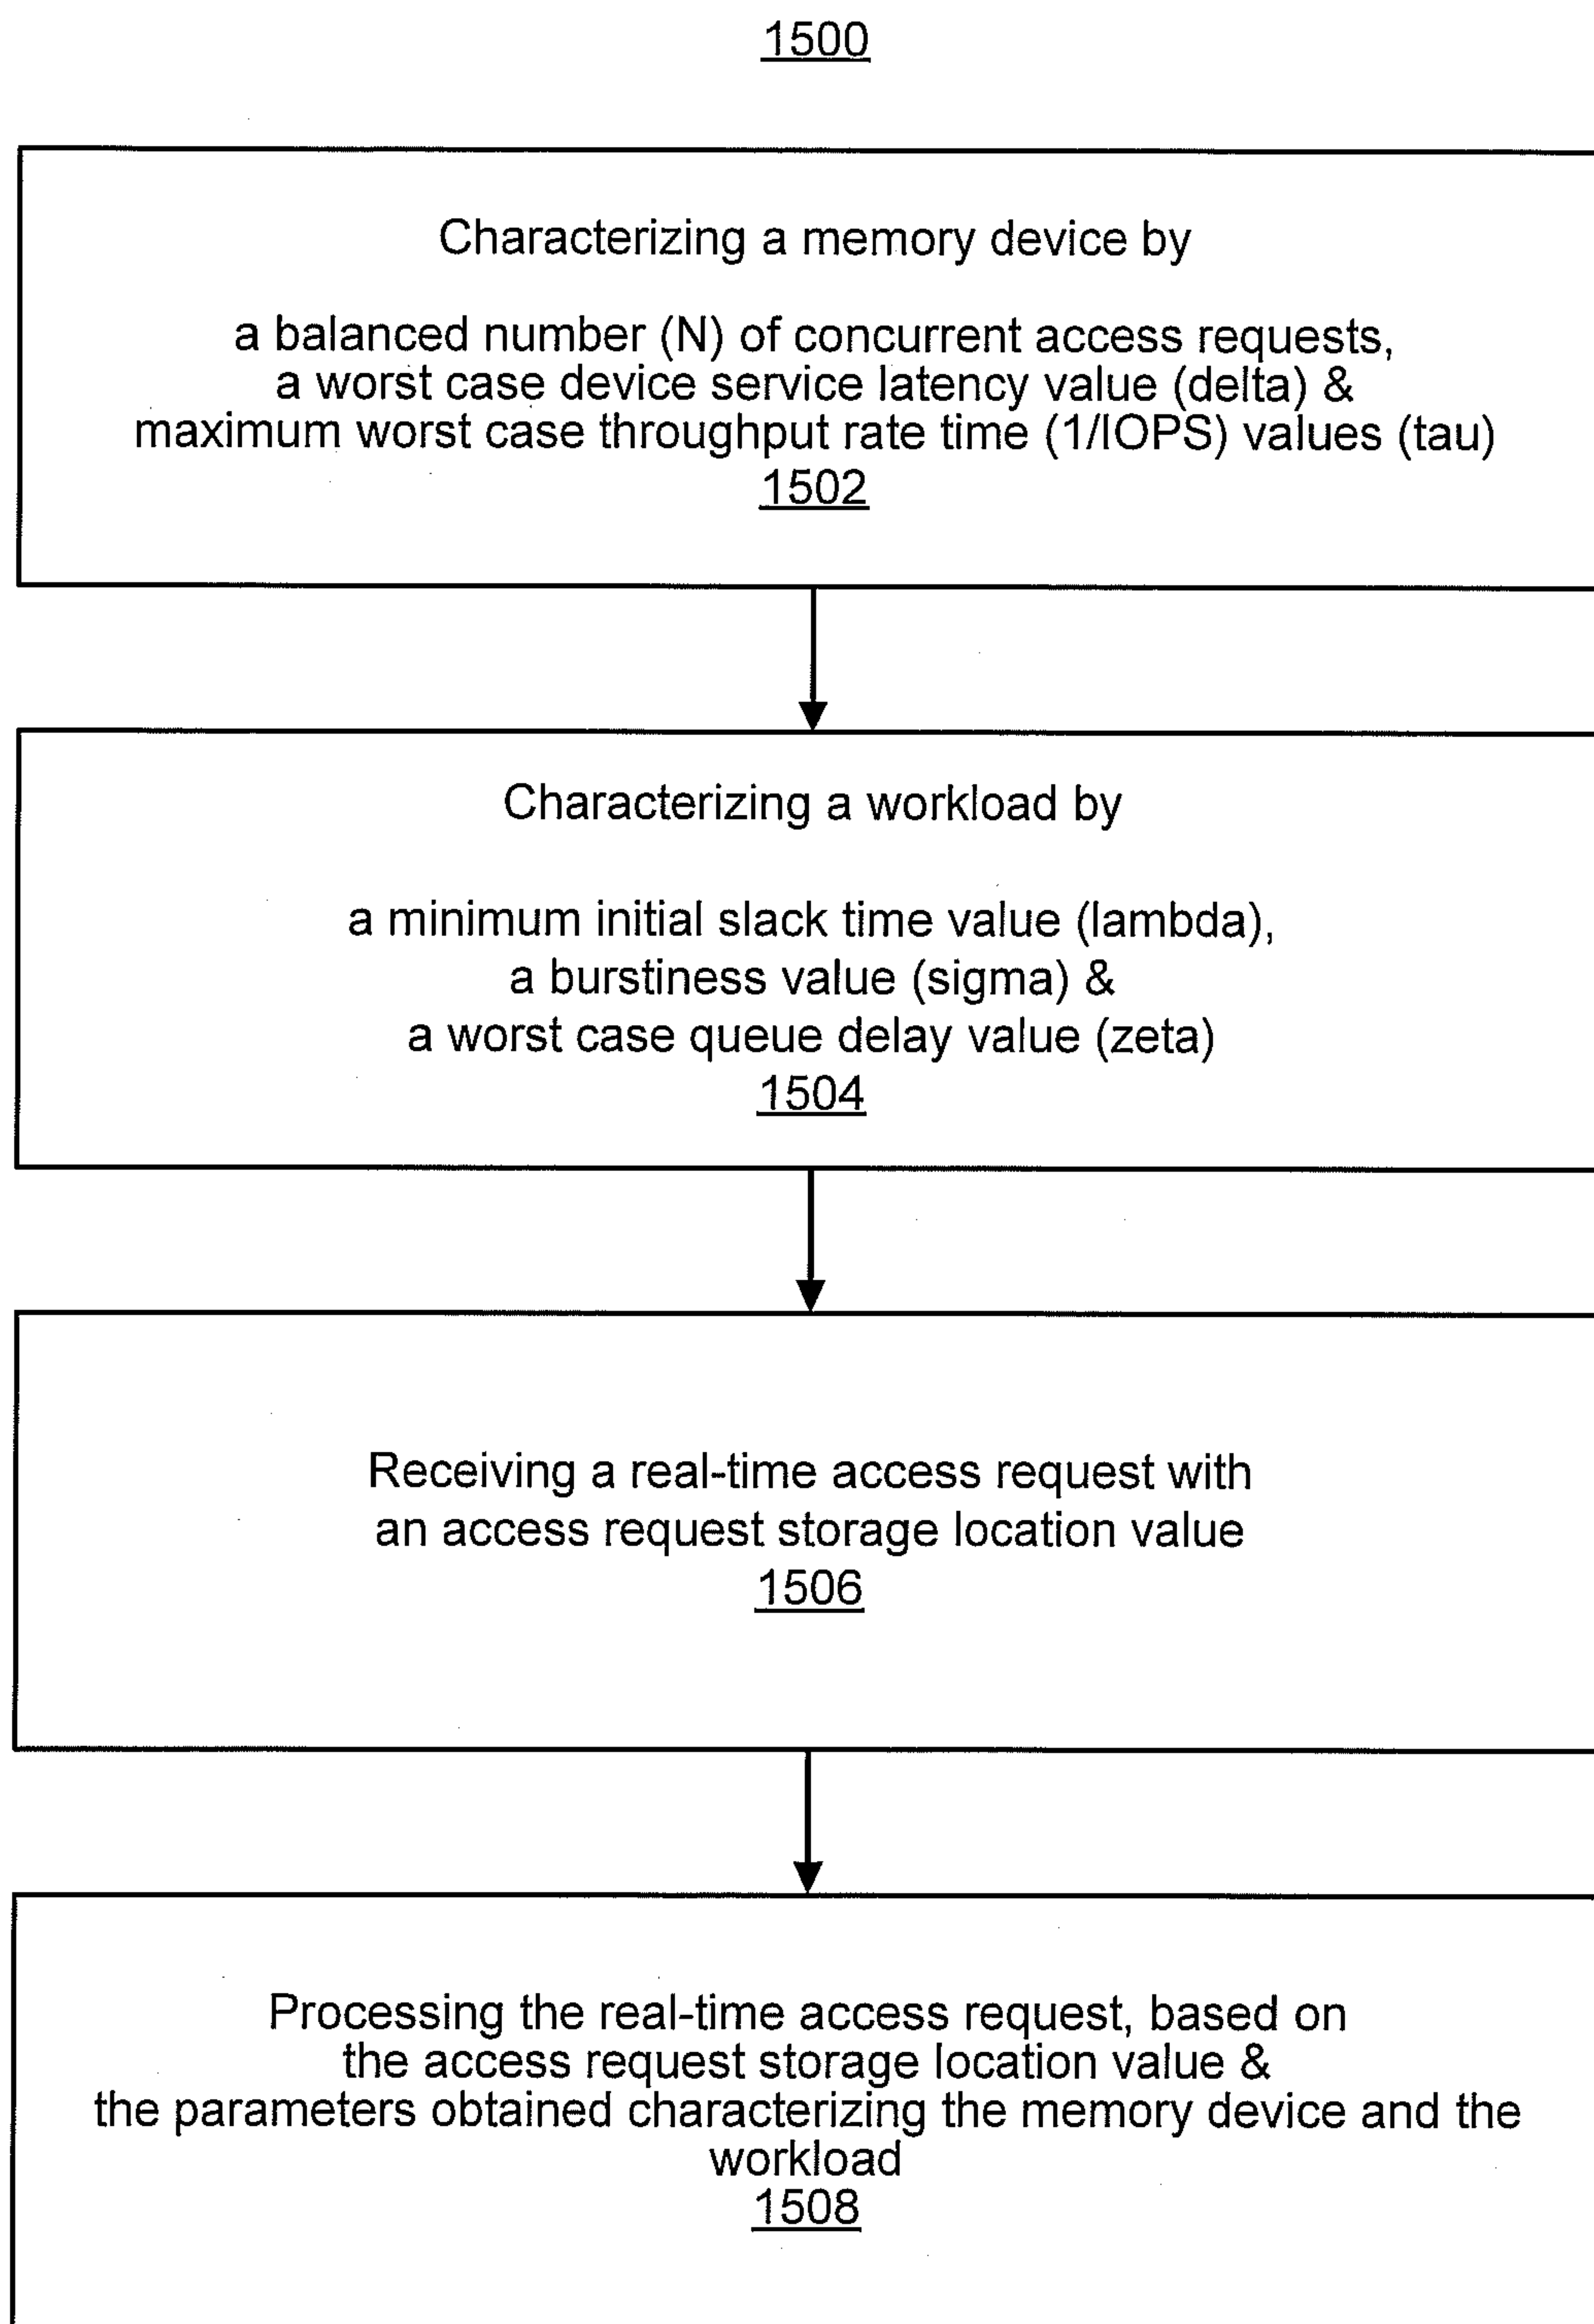 1500
Characterizing a memory device by
a balanced number (N) of concurrent access requests,
a worst case device service latency value (delta) &
maximum worst case throughput rate time (1/IOPS) values (tau)
1502
Characterizing a workload by
a minimum initial slack time value (lambda),
a burstiness value (sigma) &
a worst case queue delay value (zeta)
1504
Receiving a real-time access request with
an access request storage location value
1506
Processing the real-time access request, based on
the access request storage location value &
the parameters obtained characterizing the memory device and the
workload
1508